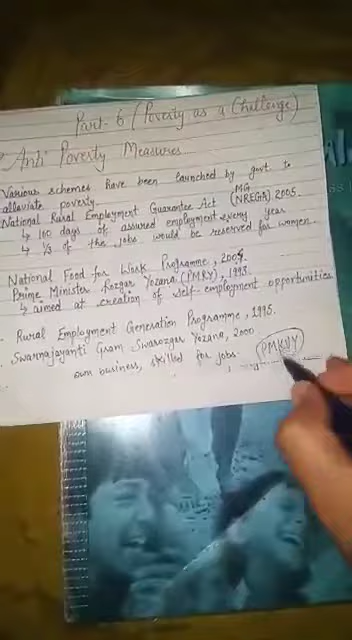 Part-6 (Poverty as a Challenge)
Anti Poverty Measures
Various schemes have been launched by govt to
alleviate poverty.
MG
National Rural Employment Guarantee Act (NREGA) 2005
↳ 100 days of assured employment every year
↳ 1/3 of the jobs would be reserved for women.
National Food for Work Programme, 2004
Prime Minister Rozgar Yozana (PMRY), 1993.
↳ aimed at creation of self-employment opportunities
Rural Employment Generation Programme, 1995.
Swarnajayanti Gram Swarozgar Yozana, 2000.
own business, skilled for jobs.
PMKVY